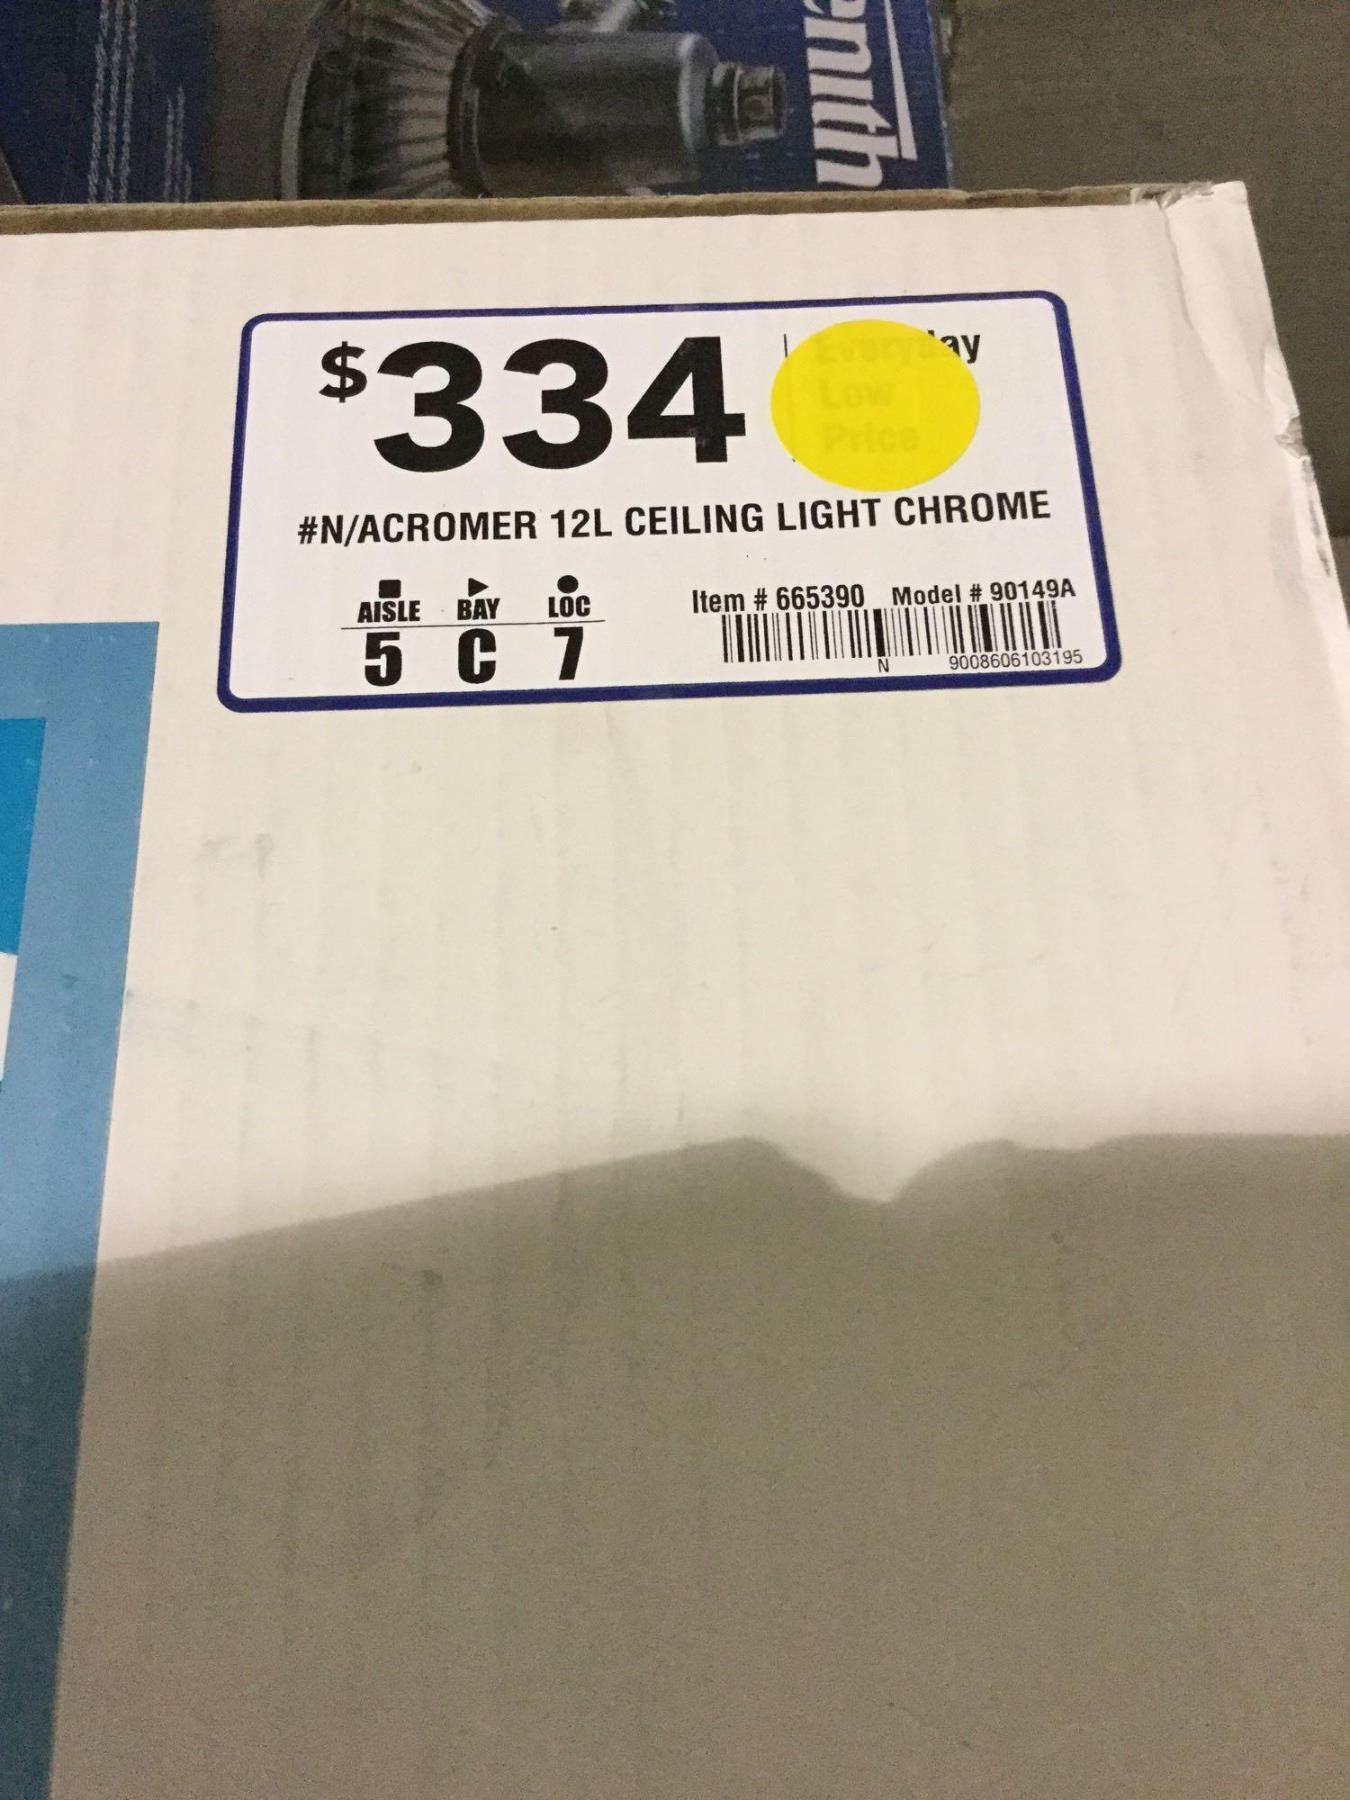 enith
$334
Everyday
Low
Price
#N/ACROMER 12L CEILING LIGHT CHROME
AISLE BAY LOC
5 C 7
Item # 665390 Model # 90149A
N 9008606103195